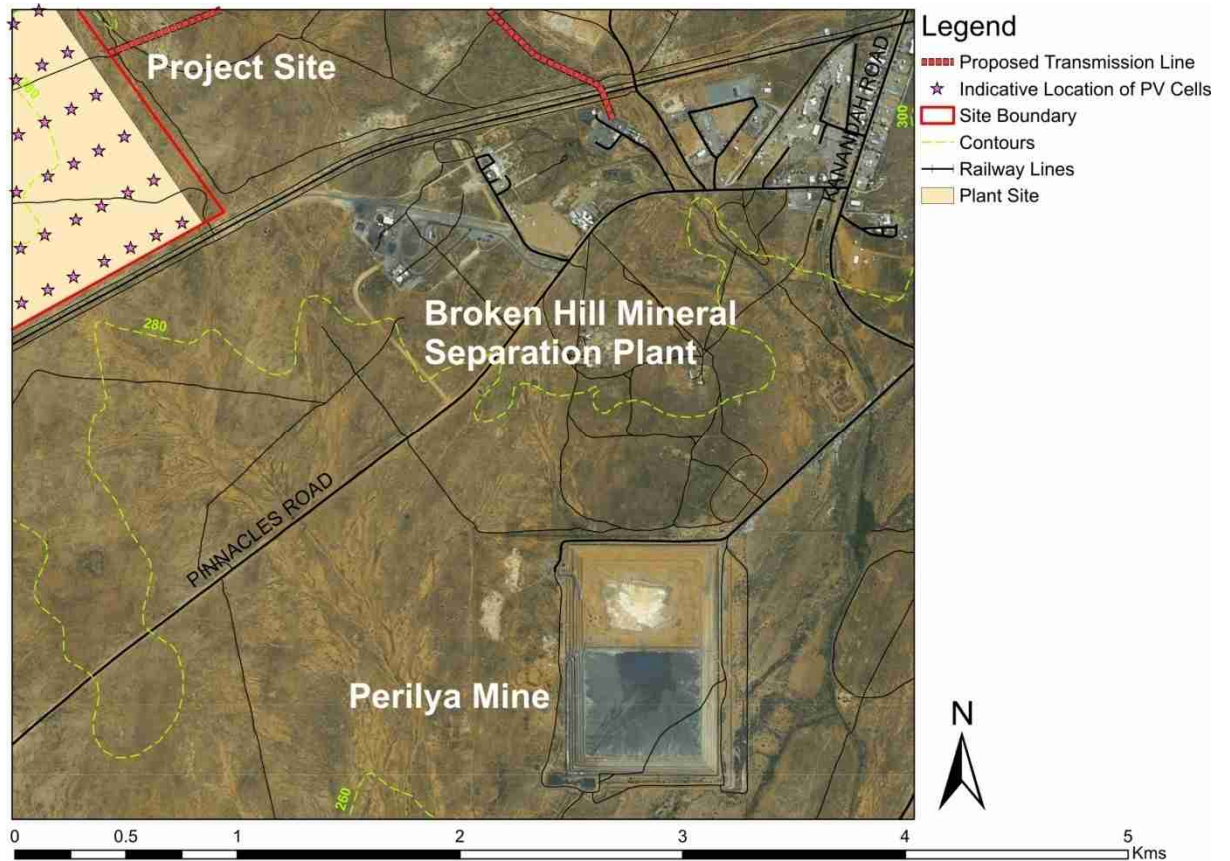 Project Site
Broken Hill Mineral
Separation Plant
Perilya Mine
PINNACLES ROAD
KANANDAH ROAD
280
300
260
Legend
Proposed Transmission Line
Indicative Location of PV Cells
Site Boundary
Contours
Railway Lines
Plant Site
N
0 0.5 1 2 3 4 5
Kms